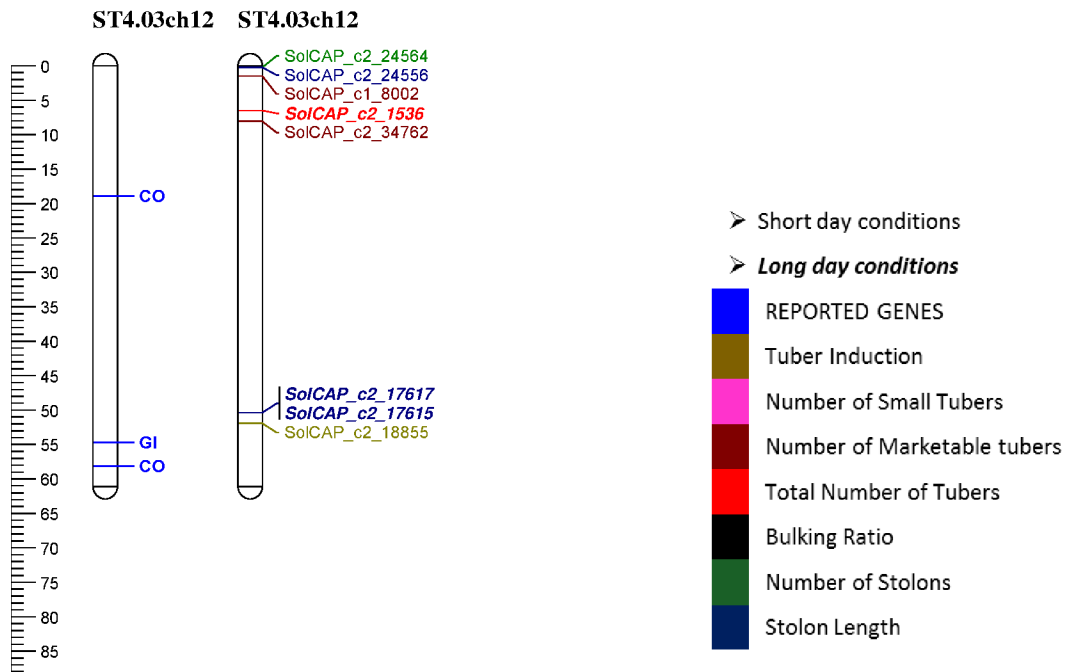 ST4.03ch12 ST4.03ch12
0
5
10
15
20
25
30
35
40
45
50
55
60
65
70
75
80
85
CO
GI
CO
SolCAP_c2_24564
SolCAP_c2_24556
SolCAP_c1_8002
SolCAP_c2_1536
SolCAP_c2_34762
SolCAP_c2_17617
SolCAP_c2_17615
SolCAP_c2_18855
Short day conditions
Long day conditions
REPORTED GENES
Tuber Induction
Number of Small Tubers
Number of Marketable tubers
Total Number of Tubers
Bulking Ratio
Number of Stolons
Stolon Length